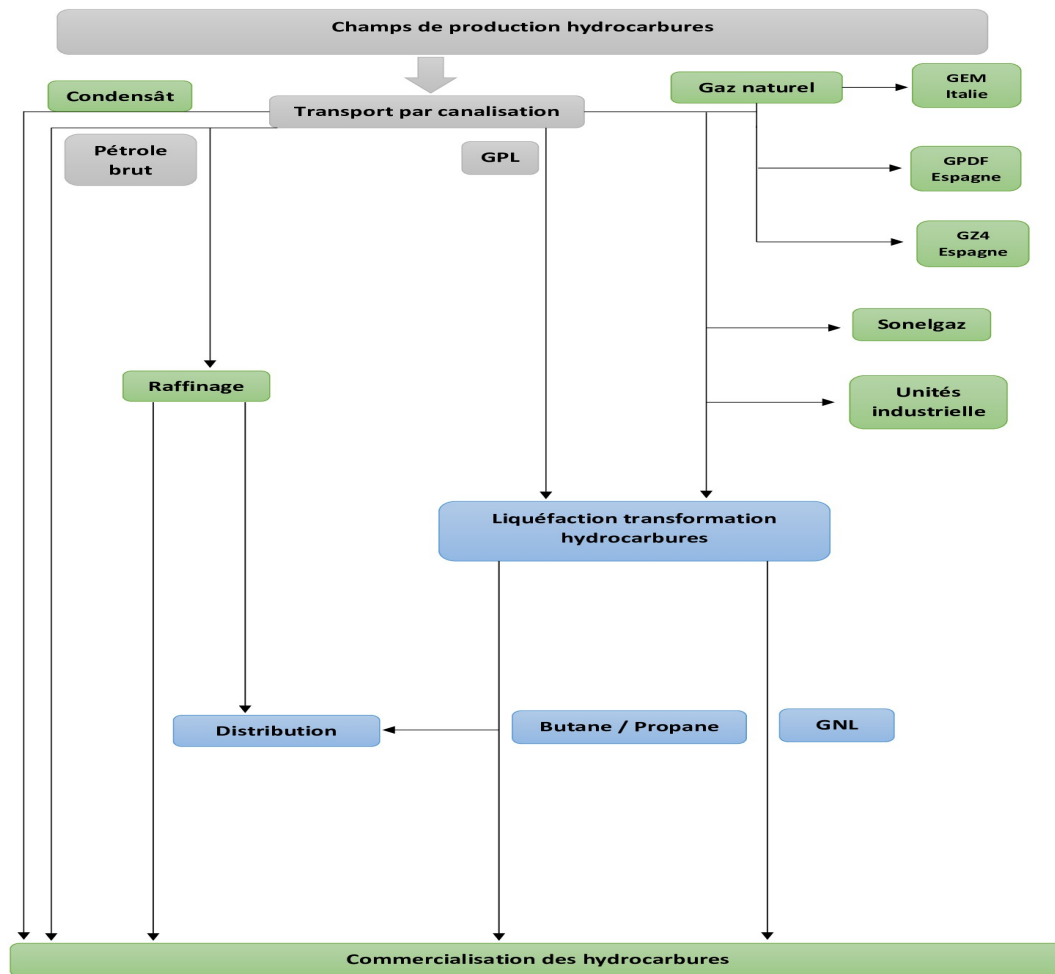 Champs de production hydrocarbures
Condensât
Gaz naturel
GEM
Italie
Transport par canalisation
Pétrole
brut
GPL
GPDF
Espagne
GZ4
Espagne
Sonelgaz
Raffinage
Unités
industrielle
Liquéfaction transformation
hydrocarbures
Distribution
Butane / Propane
GNL
Commercialisation des hydrocarbures